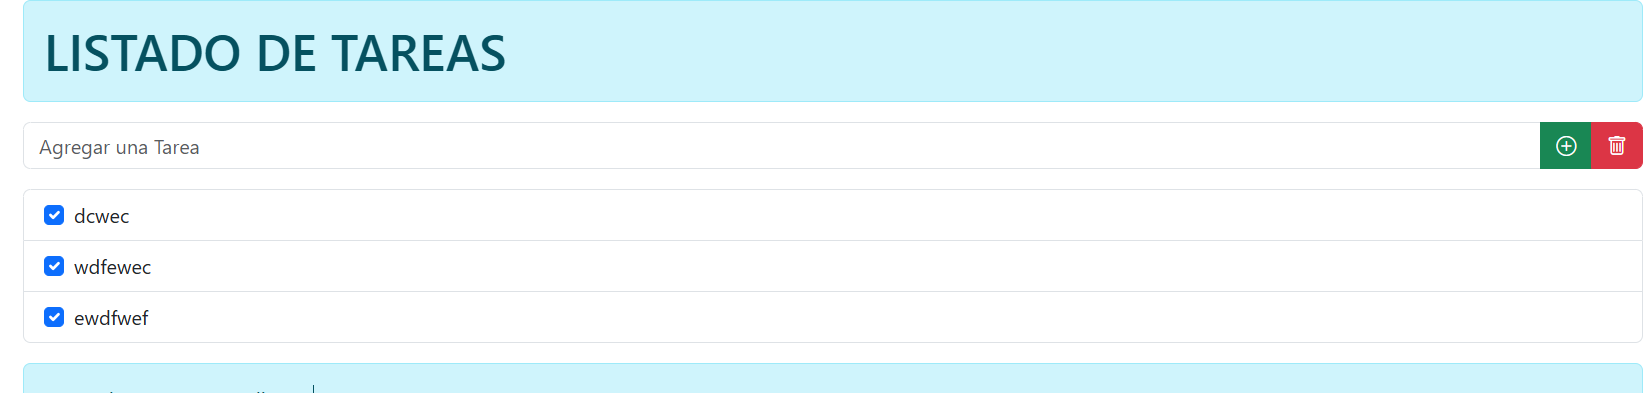 LISTADO DE TAREAS
Agregar una Tarea
dcwec
wdfewec
ewdfwef